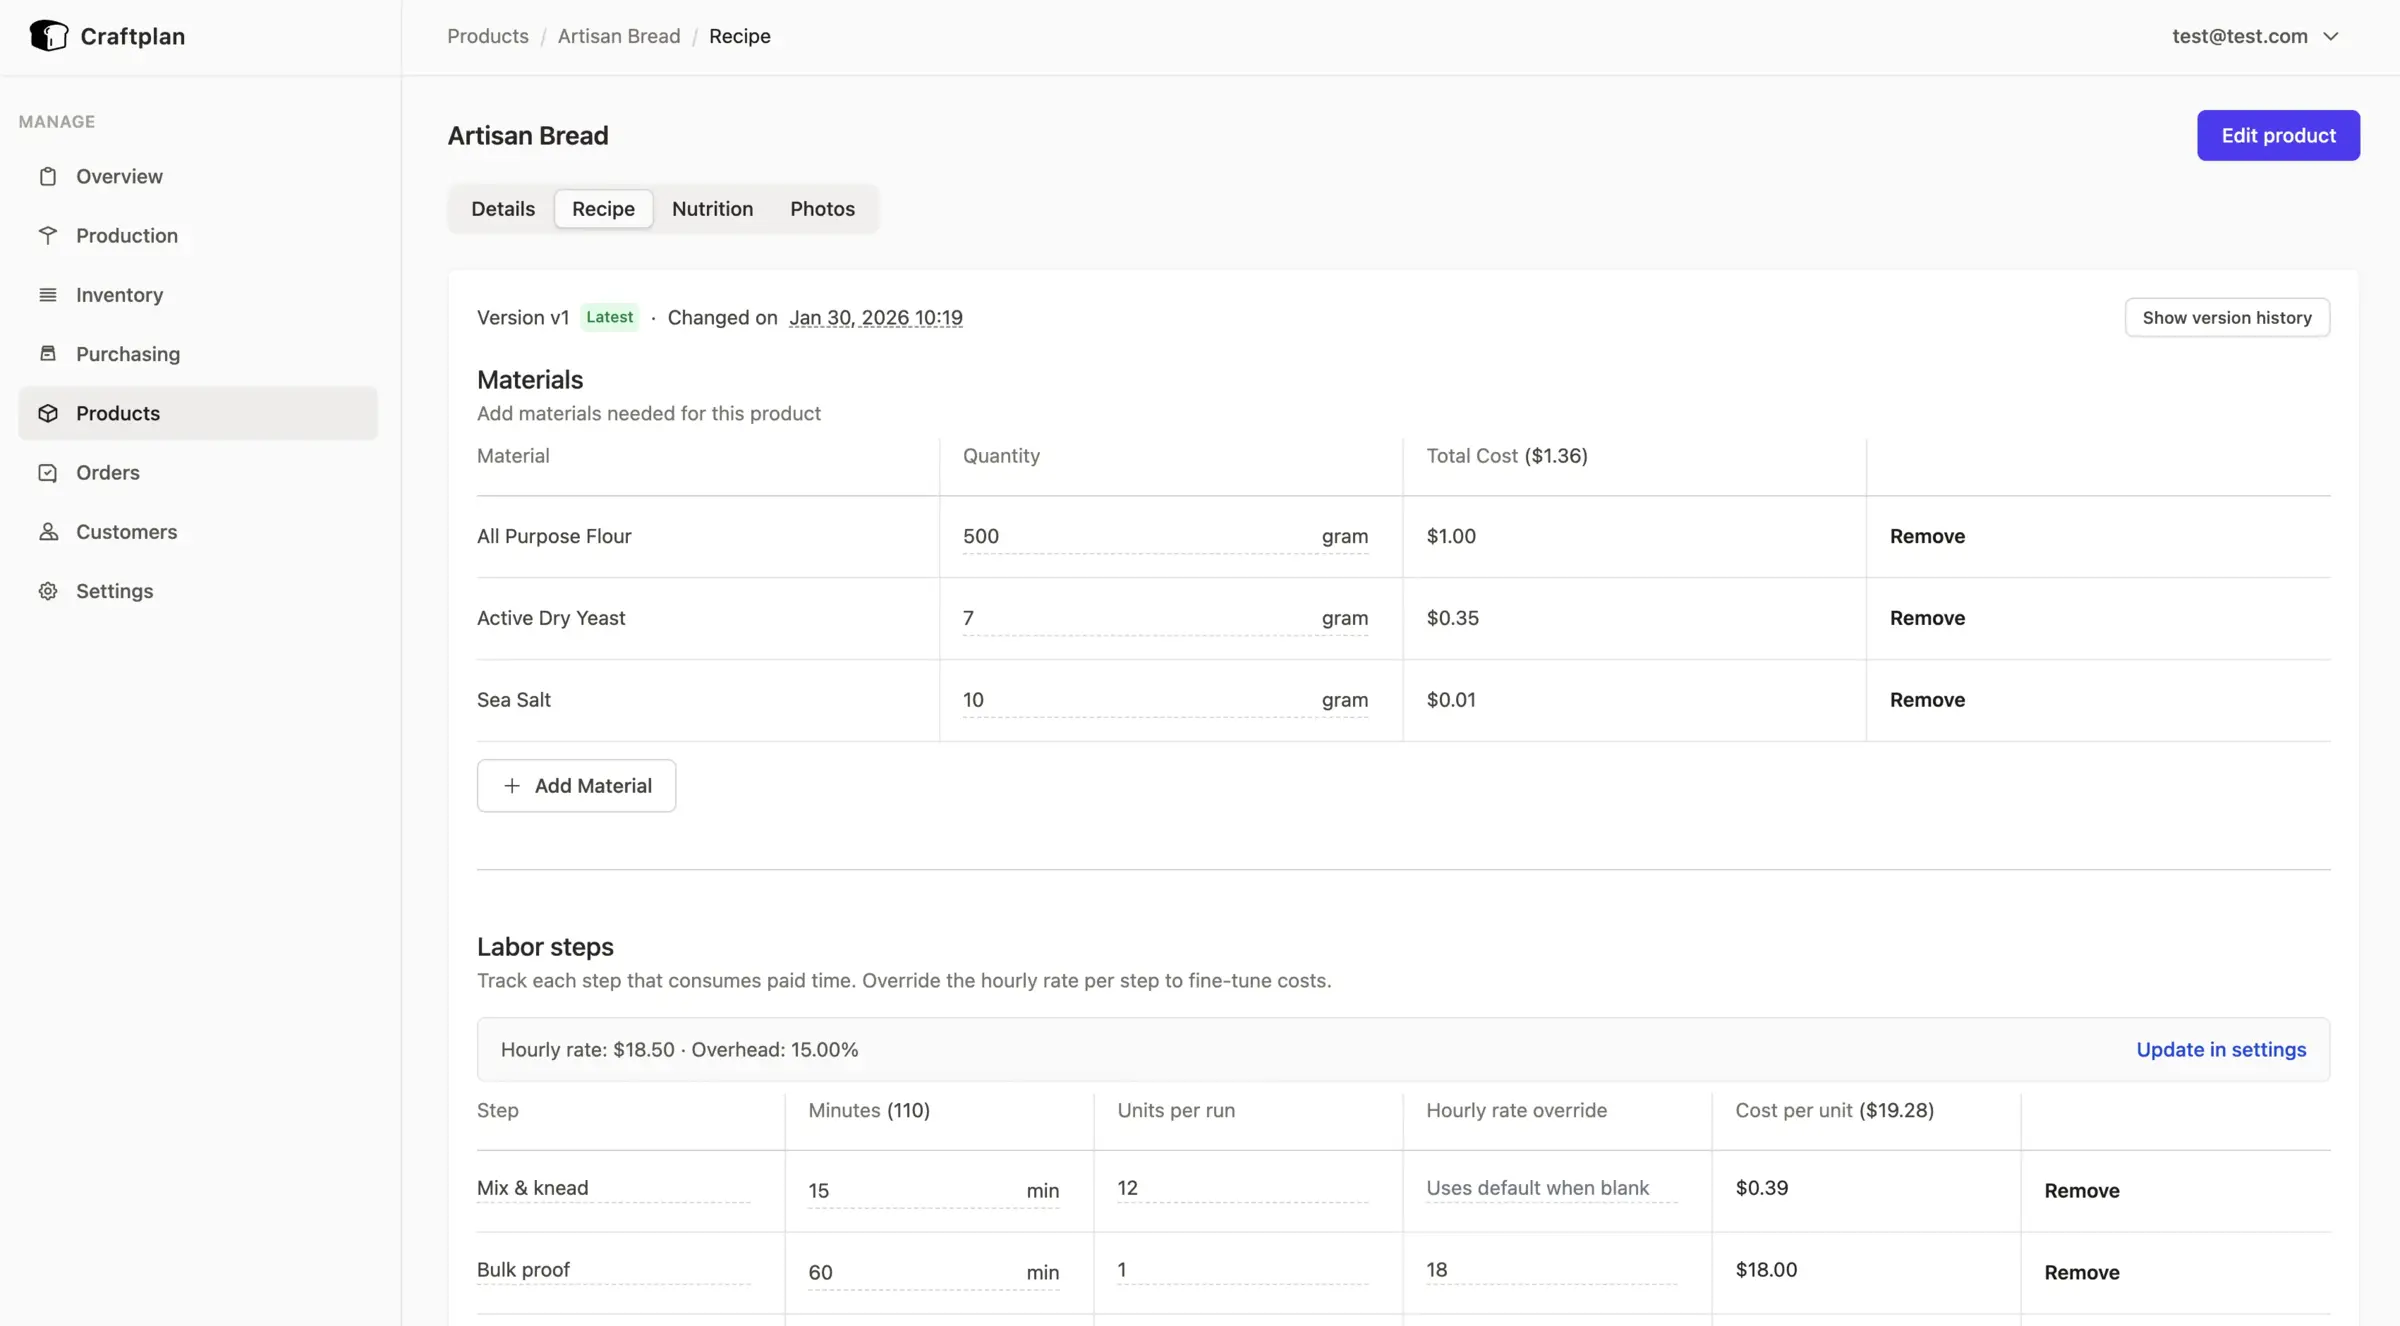 Craftplan
Products / Artisan Bread / Recipe
test@test.com
MANAGE
Overview
Production
Inventory
Purchasing
Products
Orders
Customers
Settings
Artisan Bread
Edit product
Details Recipe Nutrition Photos
Version v1 Latest · Changed on Jan 30, 2026 10:19
Show version history
Materials
Add materials needed for this product
Material Quantity Total Cost ($1.36)
All Purpose Flour 500 gram $1.00 Remove
Active Dry Yeast 7 gram $0.35 Remove
Sea Salt 10 gram $0.01 Remove
+ Add Material
Labor steps
Track each step that consumes paid time. Override the hourly rate per step to fine-tune costs.
Hourly rate: $18.50 · Overhead: 15.00% Update in settings
Step Minutes (110) Units per run Hourly rate override Cost per unit ($19.28)
Mix & knead 15 min 12 Uses default when blank $0.39 Remove
Bulk proof 60 min 1 18 $18.00 Remove